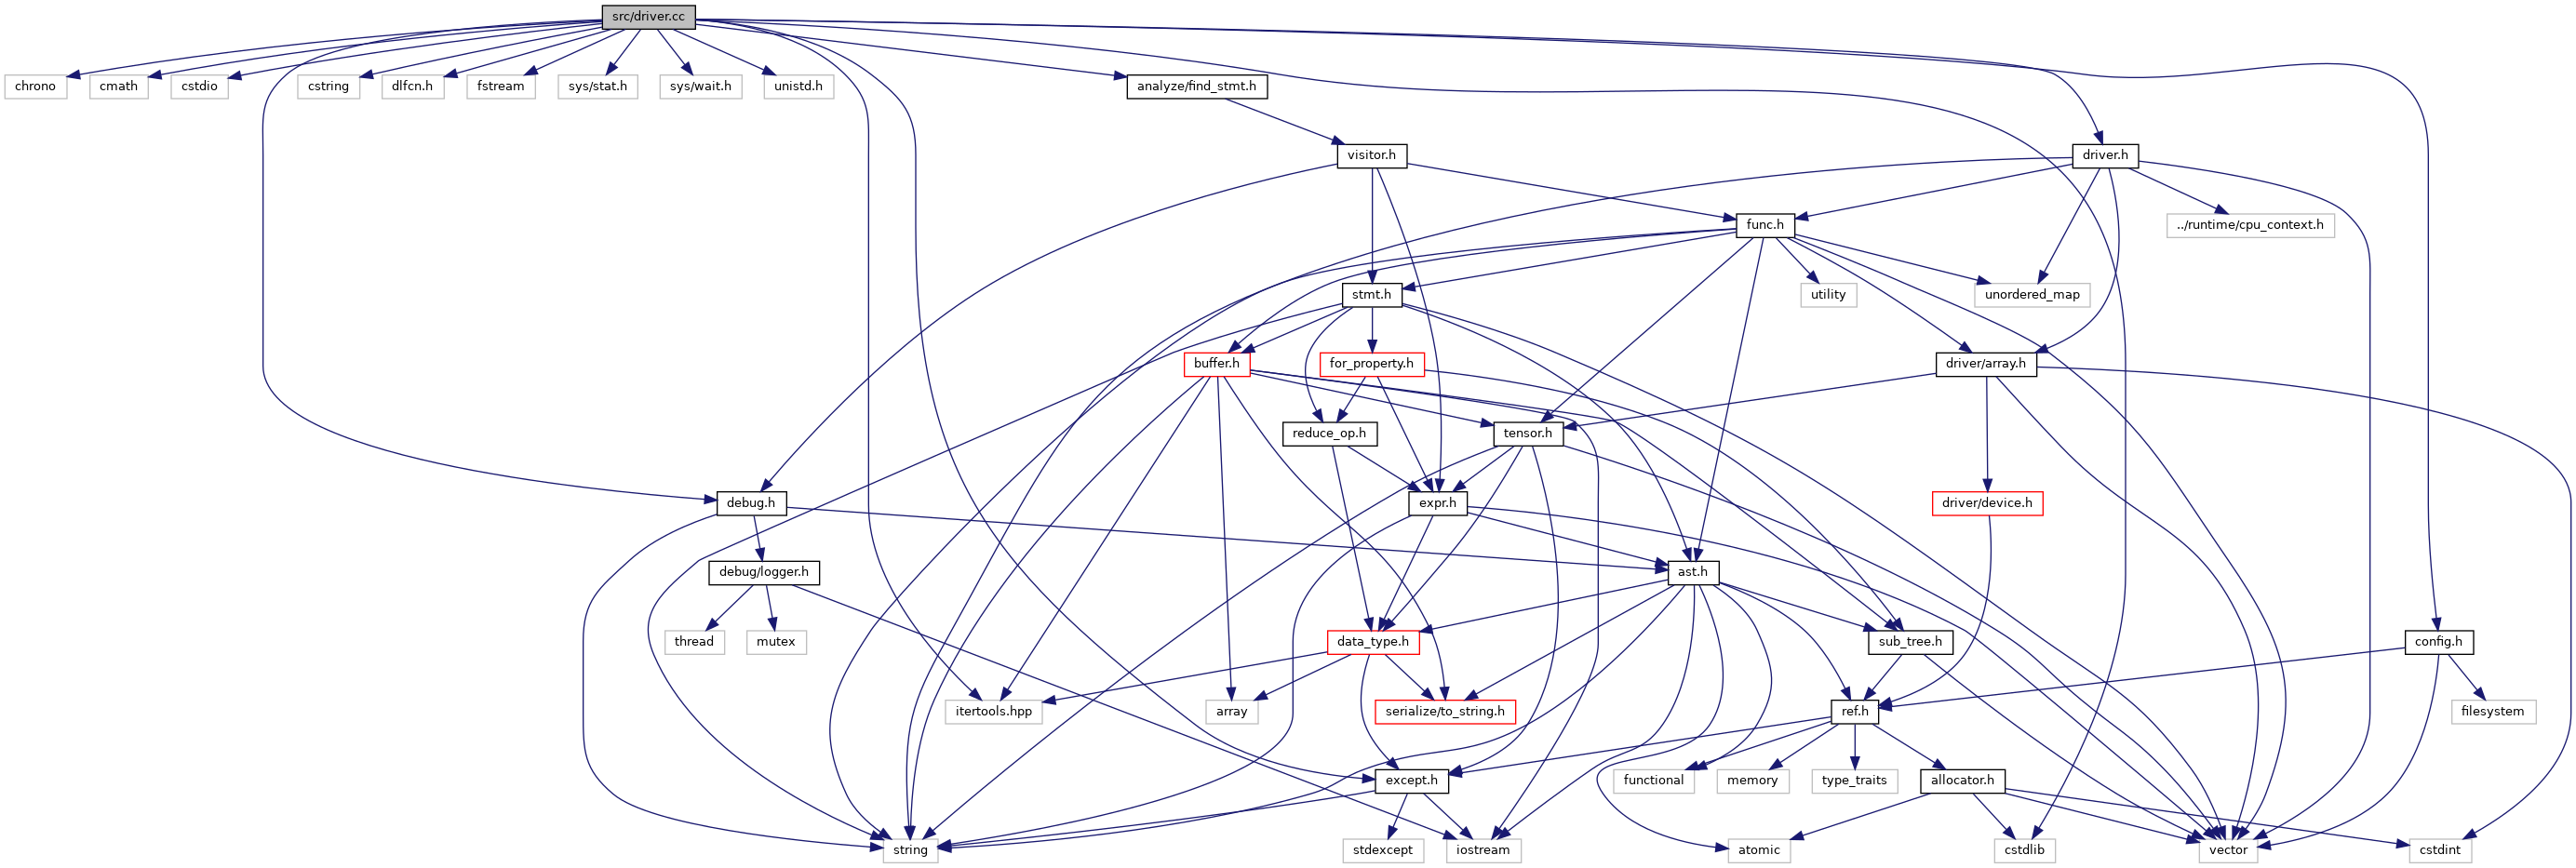 src/driver.cc
chrono
cmath
cstdio
cstring
dlfcn.h
fstream
sys/stat.h
sys/wait.h
unistd.h
analyze/find_stmt.h
visitor.h
driver.h
func.h
../runtime/cpu_context.h
stmt.h
utility
unordered_map
buffer.h
for_property.h
driver/array.h
reduce_op.h
tensor.h
debug.h
expr.h
driver/device.h
debug/logger.h
ast.h
thread
mutex
data_type.h
sub_tree.h
config.h
itertools.hpp
array
serialize/to_string.h
ref.h
filesystem
except.h
functional
memory
type_traits
allocator.h
string
stdexcept
iostream
atomic
cstdlib
vector
cstdint